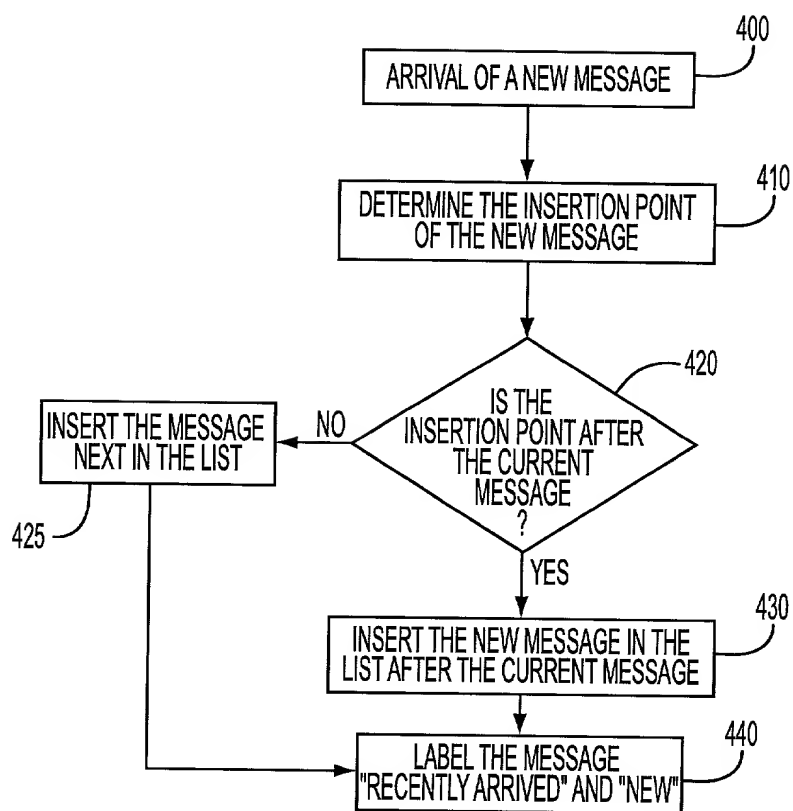 400
ARRIVAL OF A NEW MESSAGE
410
DETERMINE THE INSERTION POINT
OF THE NEW MESSAGE
420
IS THE
INSERTION POINT AFTER
THE CURRENT
MESSAGE
?
NO
INSERT THE MESSAGE
NEXT IN THE LIST
425
YES
430
INSERT THE NEW MESSAGE IN THE
LIST AFTER THE CURRENT MESSAGE
440
LABEL THE MESSAGE
"RECENTLY ARRIVED" AND "NEW"